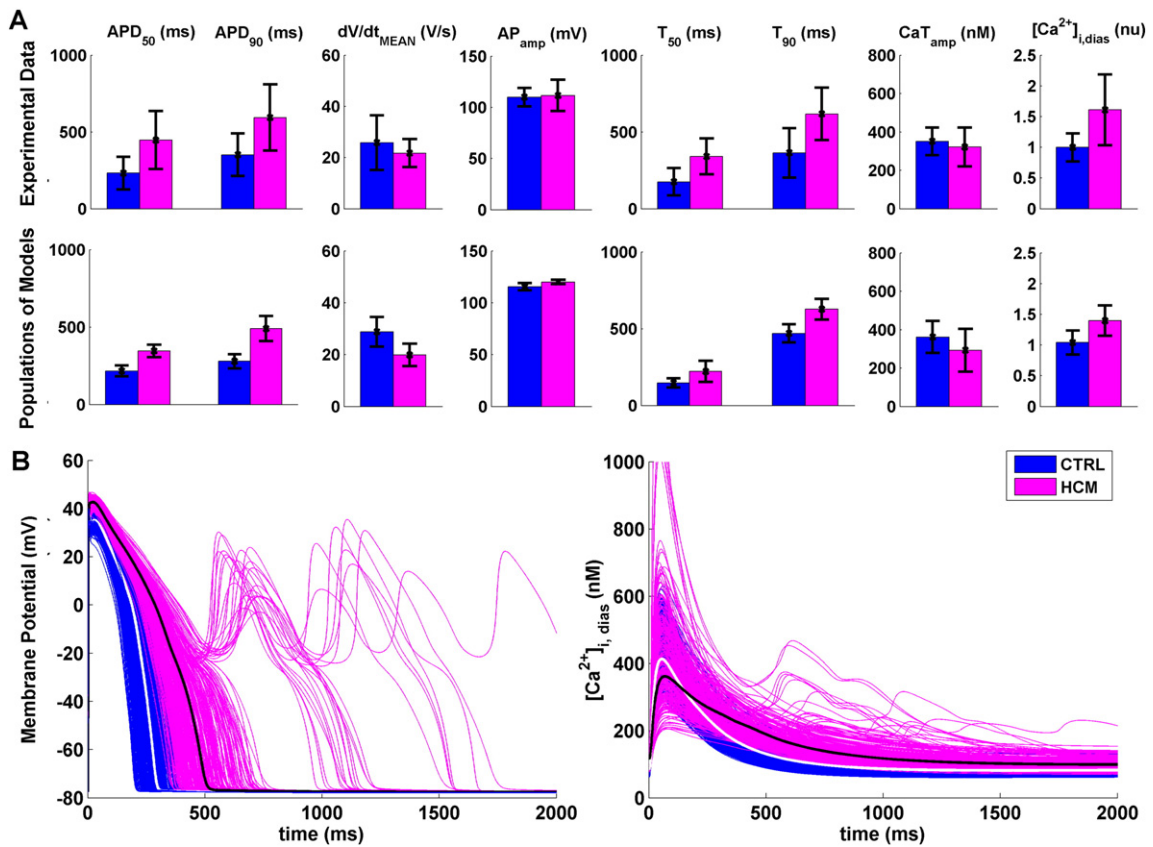 A
APD50 (ms) APD90 (ms) dV/dtMEAN (V/s) APamp (mV) T50 (ms) T90 (ms) CaTamp (nM) [Ca2+]i,dias (nu)
Experimental Data
1000 60 150 1000 800 2
500 40 100 500 600 1.5
0 20 50 0 400 1
0 0 200 0.5
0 0
Populations of Models
1000 60 150 1000 800 2.5
500 40 100 500 600 2
0 20 50 0 400 1.5
0 0 200 1
0 0.5
0
B
Membrane Potential (mV)
60
40
20
0
-20
-40
-60
-80
0 500 1000 1500 2000
time (ms)
[Ca2+]i, dias (nM)
1000
800
600
400
200
0
0 500 1000 1500 2000
time (ms)
CTRL
HCM